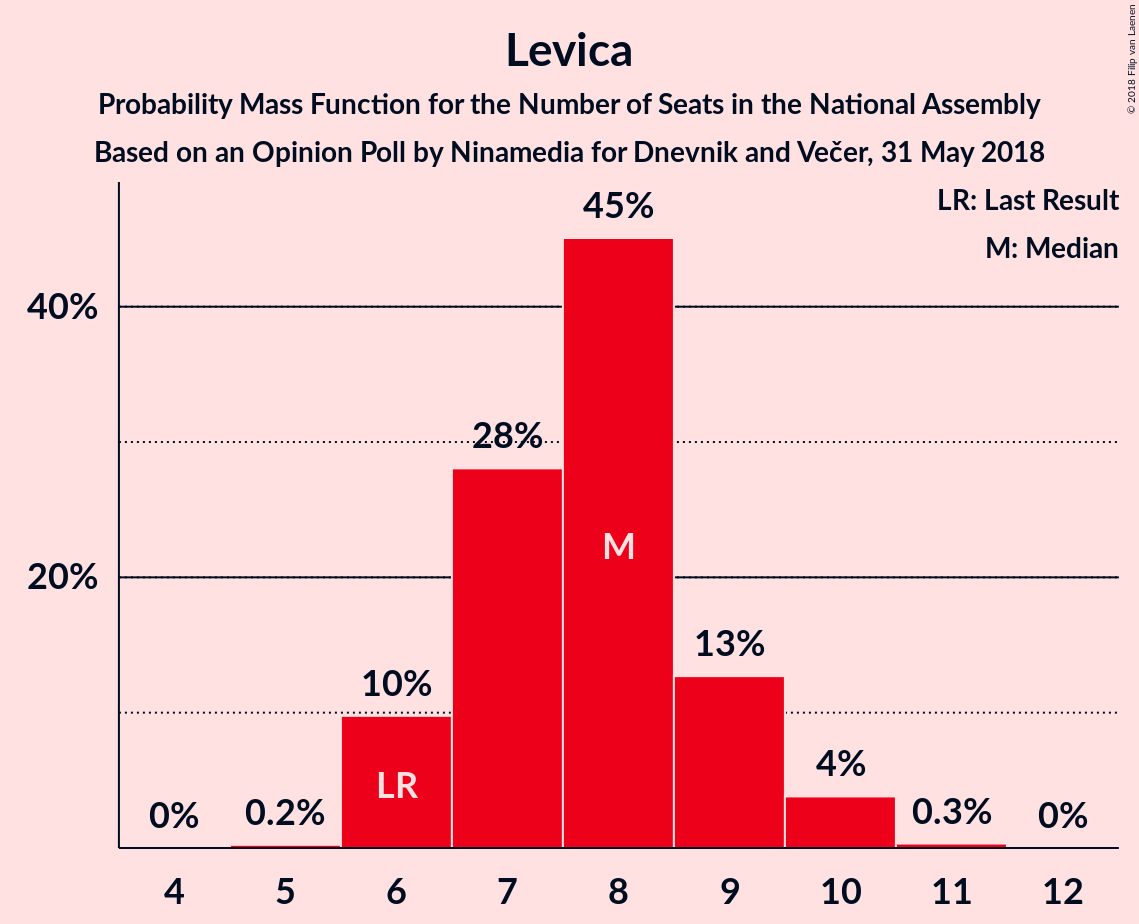 Levica
Probability Mass Function for the Number of Seats in the National Assembly
Based on an Opinion Poll by Ninamedia for Dnevnik and Večer, 31 May 2018
© 2018 Filip van Laenen
LR: Last Result
M: Median
40%
20%
0%
0.2%
10%
28%
45%
13%
4%
0.3%
0%
LR
M
4 5 6 7 8 9 10 11 12